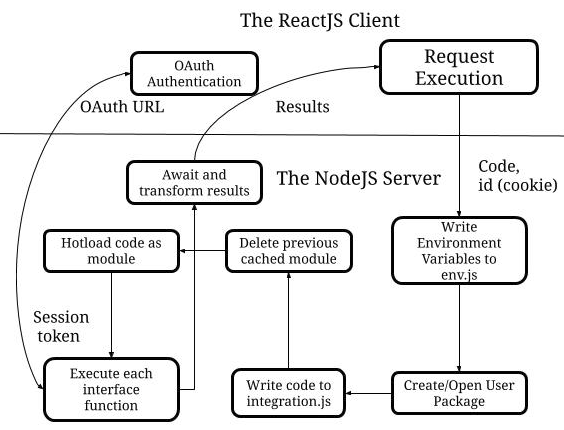 The ReactJS Client
OAuth
Authentication
Request
Execution
OAuth URL
Results
Await and
transform results
The NodeJS Server
Code,
id (cookie)
Write
Environment
Variables to
env.js
Hotload code as
module
Delete previous
cached module
Session
token
Execute each
interface
function
Write code to
integration.js
Create/Open User
Package